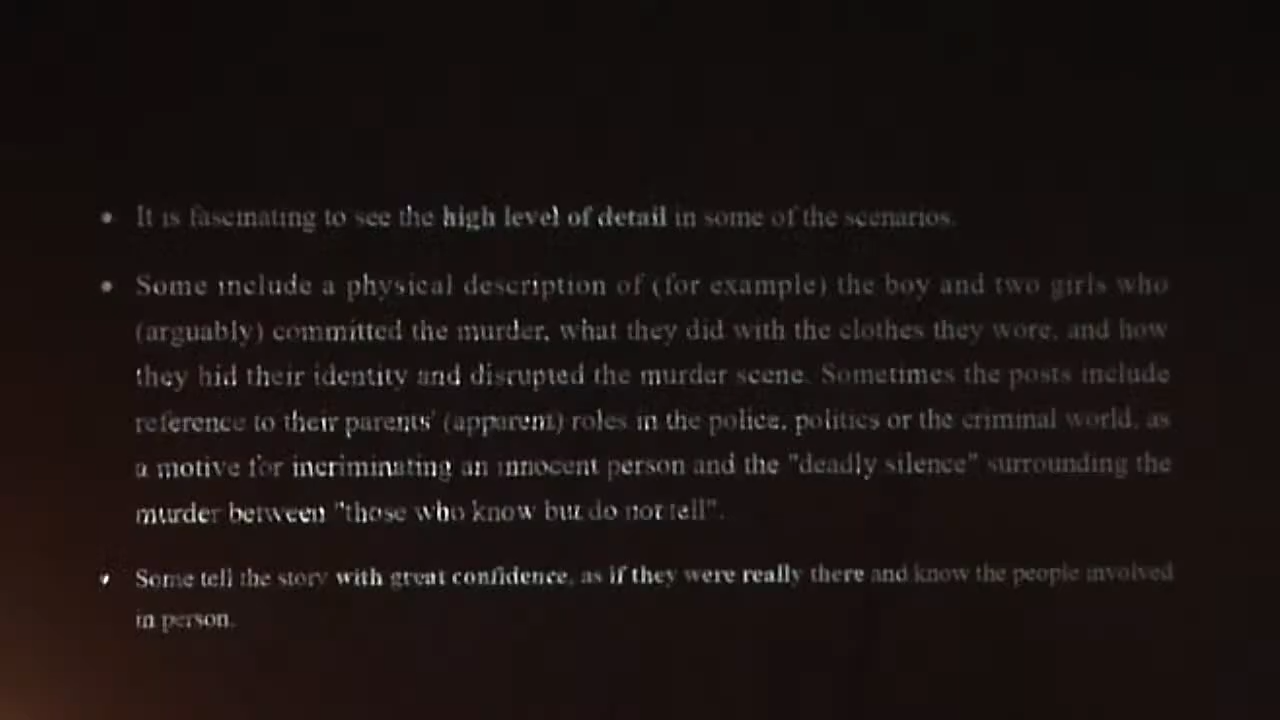 • It is fascinating to see the high level of detail in some of the scenarios.
• Some include a physical description of (for example) the boy and two girls who
(arguably) committed the murder, what they did with the clothes they wore, and how
they hid their identity and disrupted the murder scene. Sometimes the posts include
reference to their parents' (apparent) roles in the police, politics or the criminal world, as
a motive for incriminating an innocent person and the "deadly silence" surrounding the
murder between "those who know but do not tell".
• Some tell the story with great confidence, as if they were really there and know the people involved
in person.